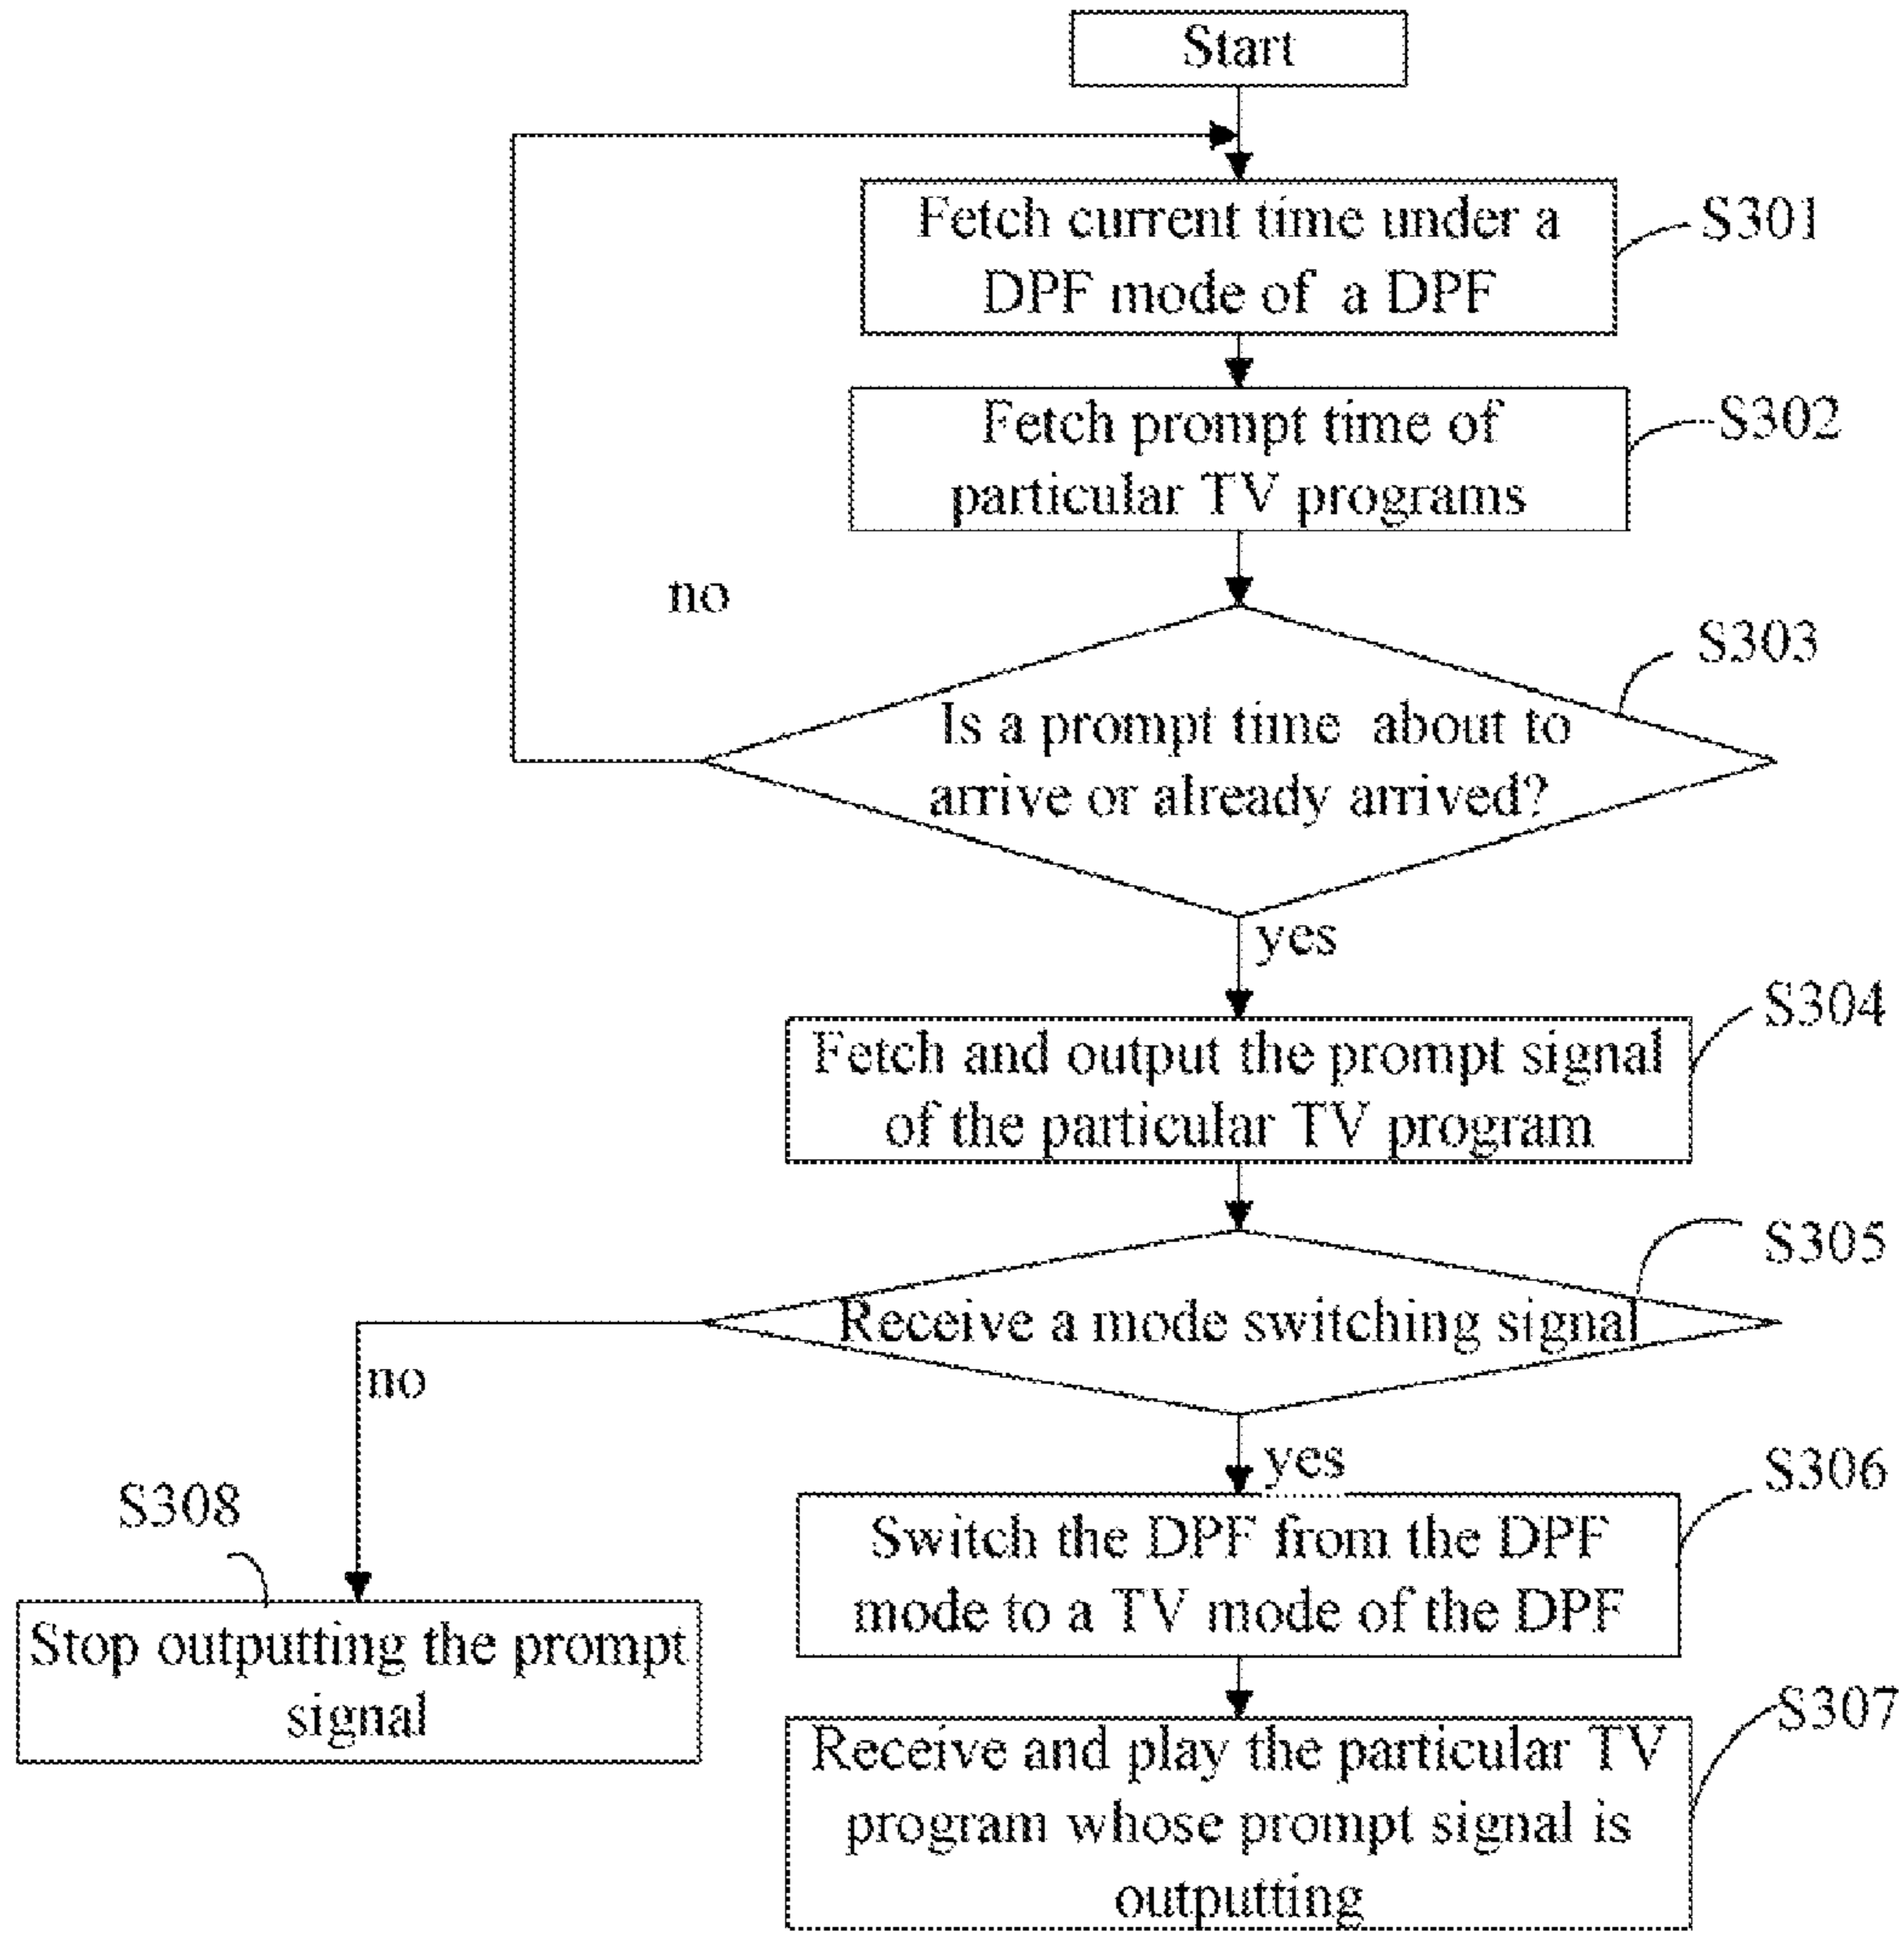 Start
Fetch current time under a
DPF mode of a DPF
S301
Fetch prompt time of
particular TV programs
S302
no
Is a prompt time about to
arrive or already arrived?
S303
yes
Fetch and output the prompt signal
of the particular TV program
S304
Receive a mode switching signal
S305
no
yes
Switch the DPF from the DPF
mode to a TV mode of the DPF
S306
S308
Stop outputting the prompt
signal
Receive and play the particular TV
program whose prompt signal is
outputting
S307